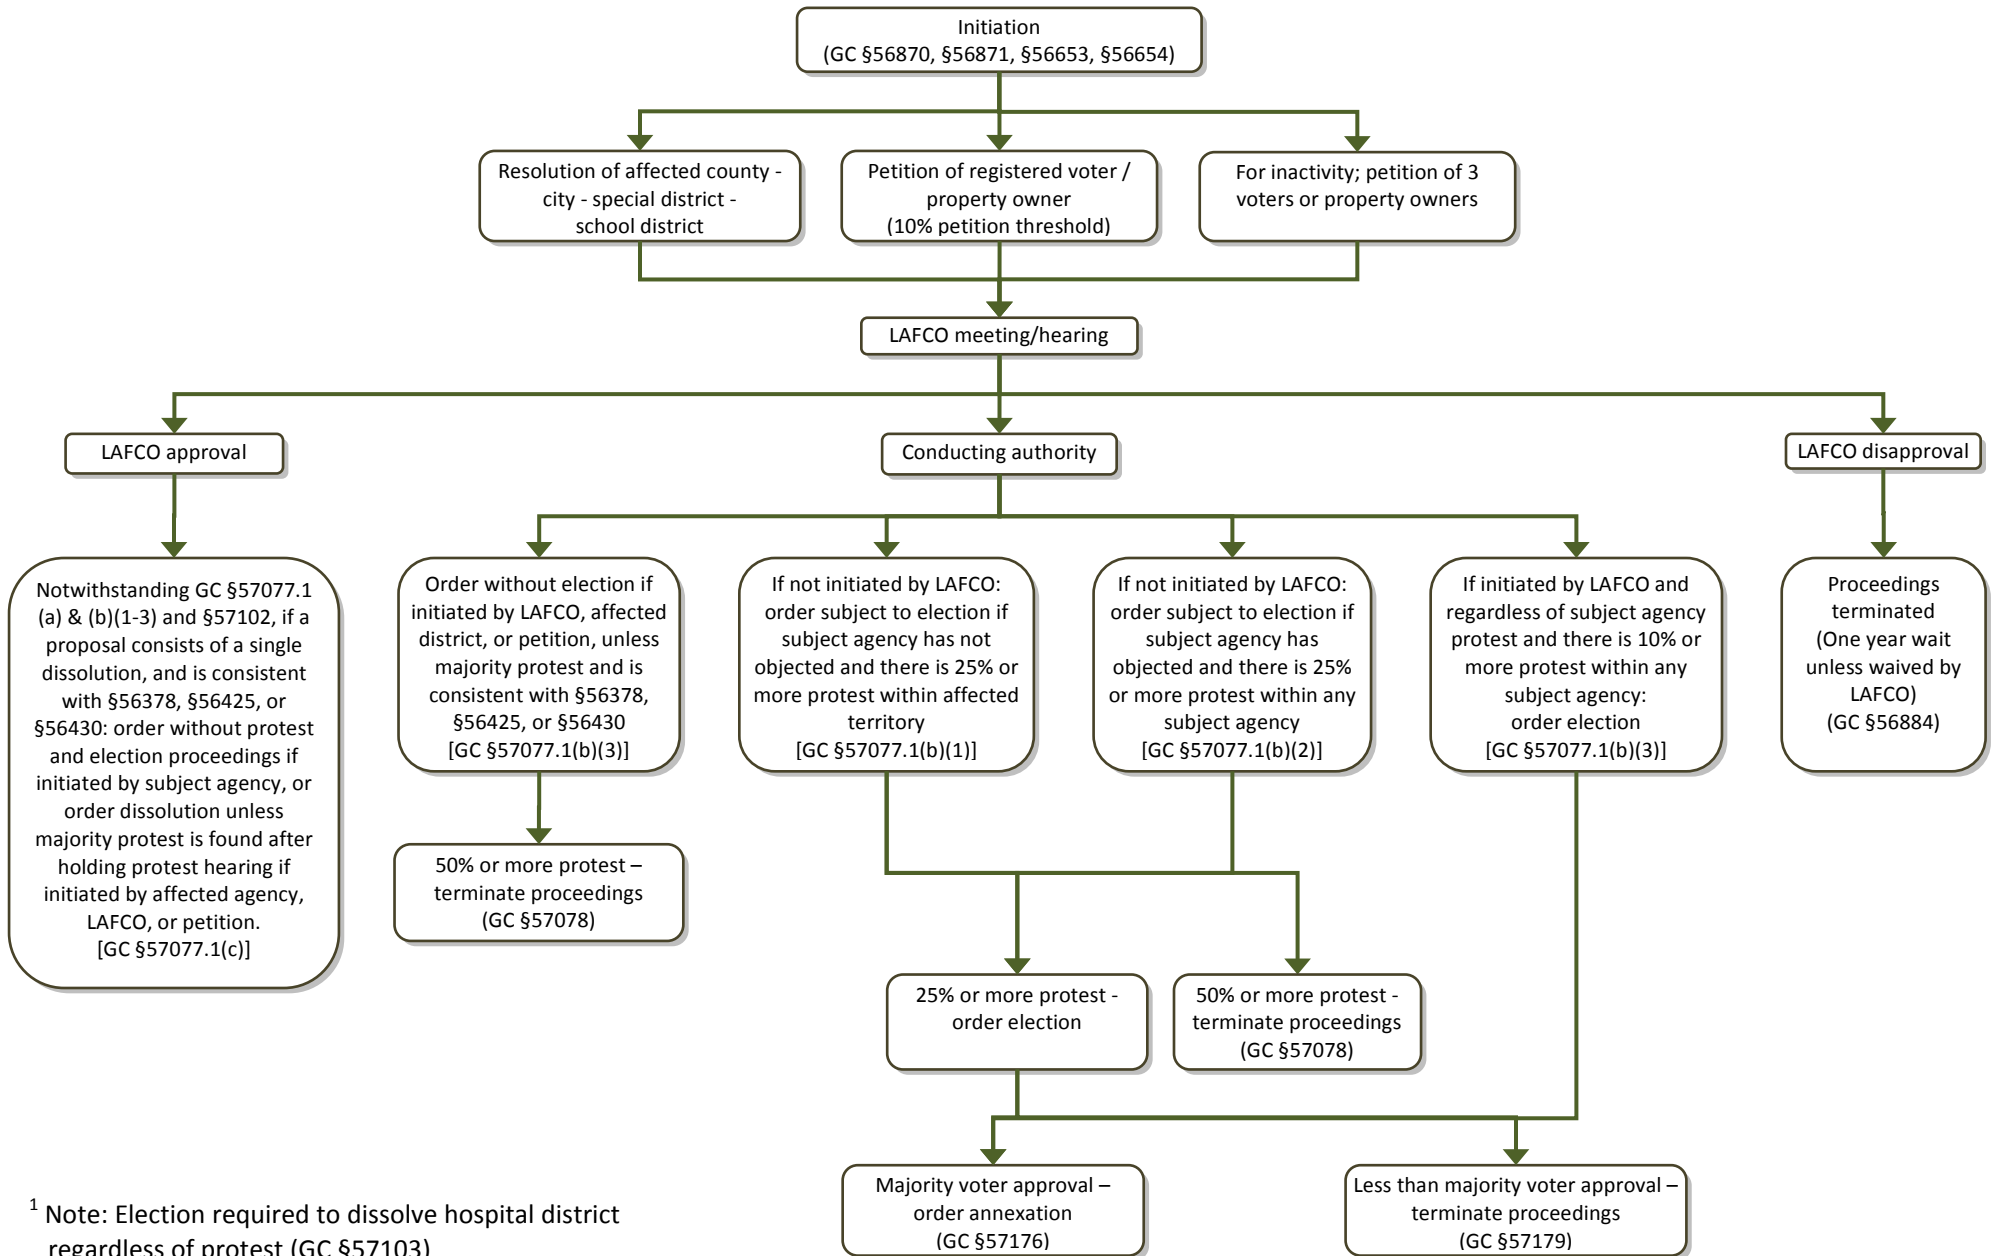 Initiation
(GC §56870, §56871, §56653, §56654)
Resolution of affected county -
city - special district -
school district
Petition of registered voter /
property owner
(10% petition threshold)
For inactivity; petition of 3
voters or property owners
LAFCO meeting/hearing
LAFCO approval
Conducting authority
LAFCO disapproval
Notwithstanding GC §57077.1
(a) & (b)(1-3) and §57102, if a
proposal consists of a single
dissolution, and is consistent
with §56378, §56425, or
§56430: order without protest
and election proceedings if
initiated by subject agency, or
order dissolution unless
majority protest is found after
holding protest hearing if
initiated by affected agency,
LAFCO, or petition.
[GC §57077.1(c)]
Order without election if
initiated by LAFCO, affected
district, or petition, unless
majority protest and is
consistent with §56378,
§56425, or §56430
[GC §57077.1(b)(3)]
If not initiated by LAFCO:
order subject to election if
subject agency has not
objected and there is 25% or
more protest within affected
territory
[GC §57077.1(b)(1)]
If not initiated by LAFCO:
order subject to election if
subject agency has
objected and there is 25%
or more protest within any
subject agency
[GC §57077.1(b)(2)]
If initiated by LAFCO and
regardless of subject agency
protest and there is 10% or
more protest within any
subject agency:
order election
[GC §57077.1(b)(3)]
Proceedings
terminated
(One year wait
unless waived by
LAFCO)
(GC §56884)
50% or more protest –
terminate proceedings
(GC §57078)
25% or more protest -
order election
50% or more protest -
terminate proceedings
(GC §57078)
Majority voter approval –
order annexation
(GC §57176)
Less than majority voter approval –
terminate proceedings
(GC §57179)
1 Note: Election required to dissolve hospital district
regardless of protest (GC §57103)